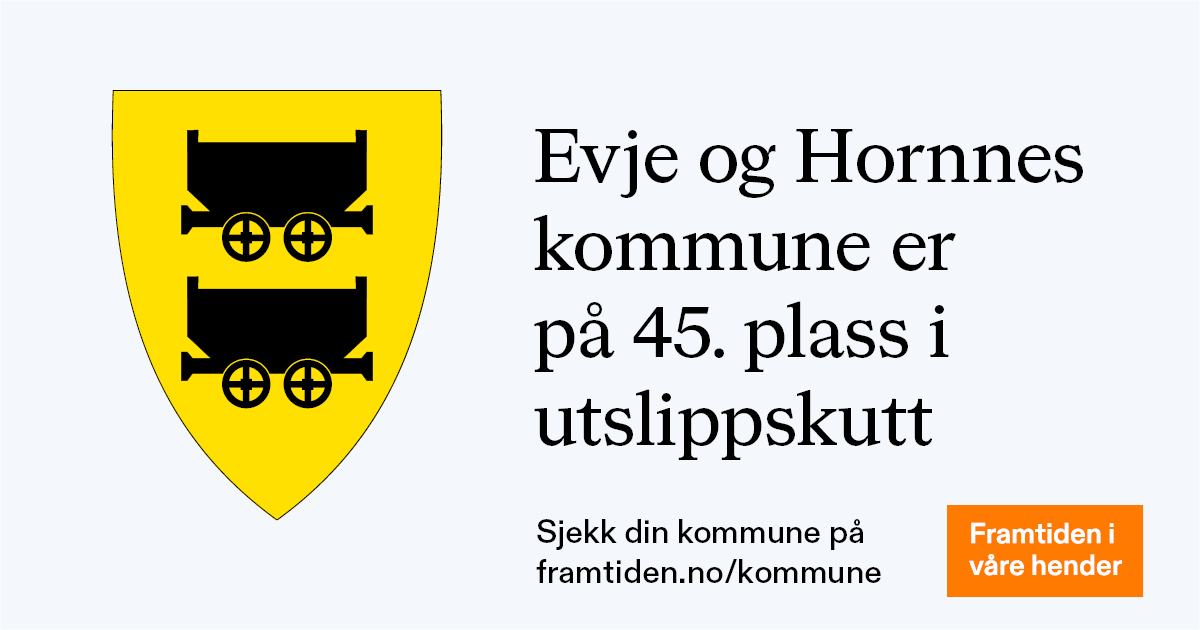 Evje og Hornnes
kommune er
på 45. plass i
utslippskutt
Sjekk din kommune på
framtiden.no/kommune
Framtiden i
våre hender